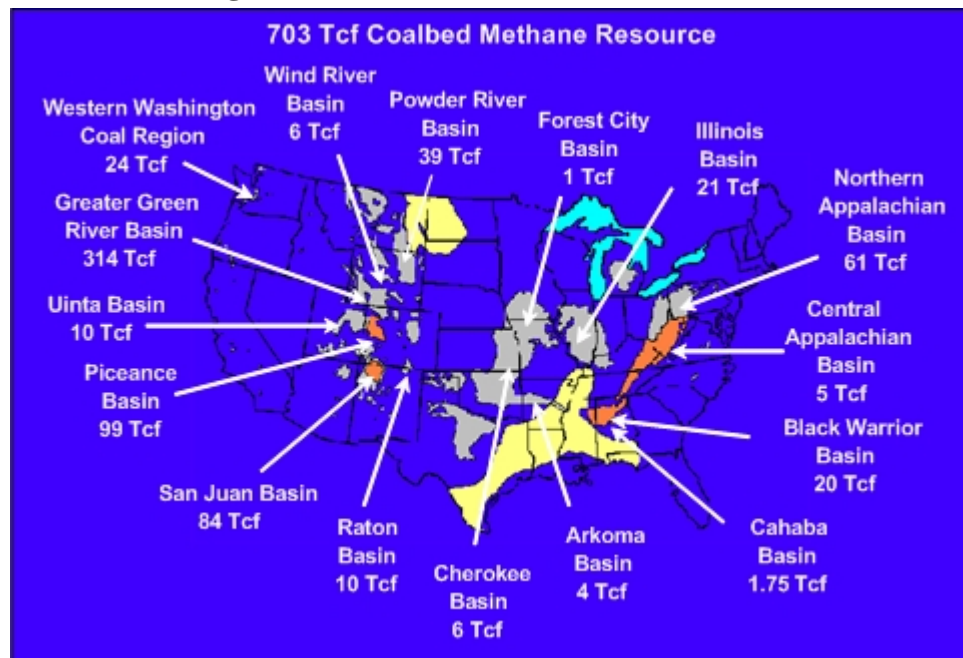 703 Tcf Coalbed Methane Resource
Wind River
Basin
6 Tcf
Powder River
Basin
39 Tcf
Western Washington
Coal Region
24 Tcf
Forest City
Basin
1 Tcf
Illinois
Basin
21 Tcf
Northern
Appalachian
Basin
61 Tcf
Greater Green
River Basin
314 Tcf
Uinta Basin
10 Tcf
Central
Appalachian
Basin
5 Tcf
Piceance
Basin
99 Tcf
Black Warrior
Basin
20 Tcf
San Juan Basin
84 Tcf
Raton
Basin
10 Tcf
Cherokee
Basin
6 Tcf
Arkoma
Basin
4 Tcf
Cahaba
Basin
1.75 Tcf